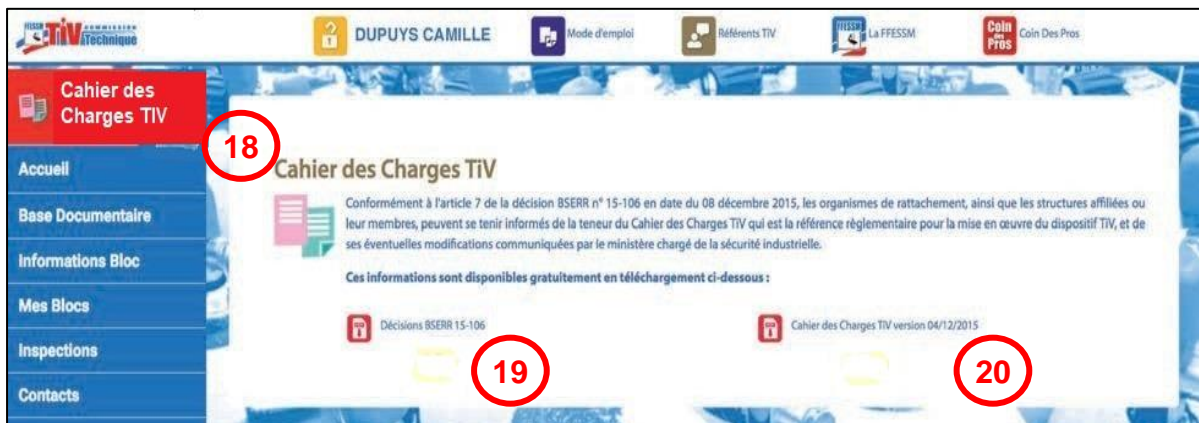 FFESSM TiV COMMISSION Technique
1 DUPUYS CAMILLE
Mode d'emploi
Référents TiV
FFESSM La FFESSM
Coin des Pros Coin Des Pros
Cahier des
Charges TIV
18
Accueil
Base Documentaire
Informations Bloc
Mes Blocs
Inspections
Contacts
Cahier des Charges TiV
Conformément à l'article 7 de la décision BSERR n° 15-106 en date du 08 décembre 2015, les organismes de rattachement, ainsi que les structures affiliées ou
leur membres, peuvent se tenir informés de la teneur du Cahier des Charges TiV qui est la référence règlementaire pour la mise en œuvre du dispositif TiV, et de
ses éventuelles modifications communiquées par le ministère chargé de la sécurité industrielle.
Ces informations sont disponibles gratuitement en téléchargement ci-dessous :
Décisions BSERR 15-106
Cahier des Charges TIV version 04/12/2015
19
20